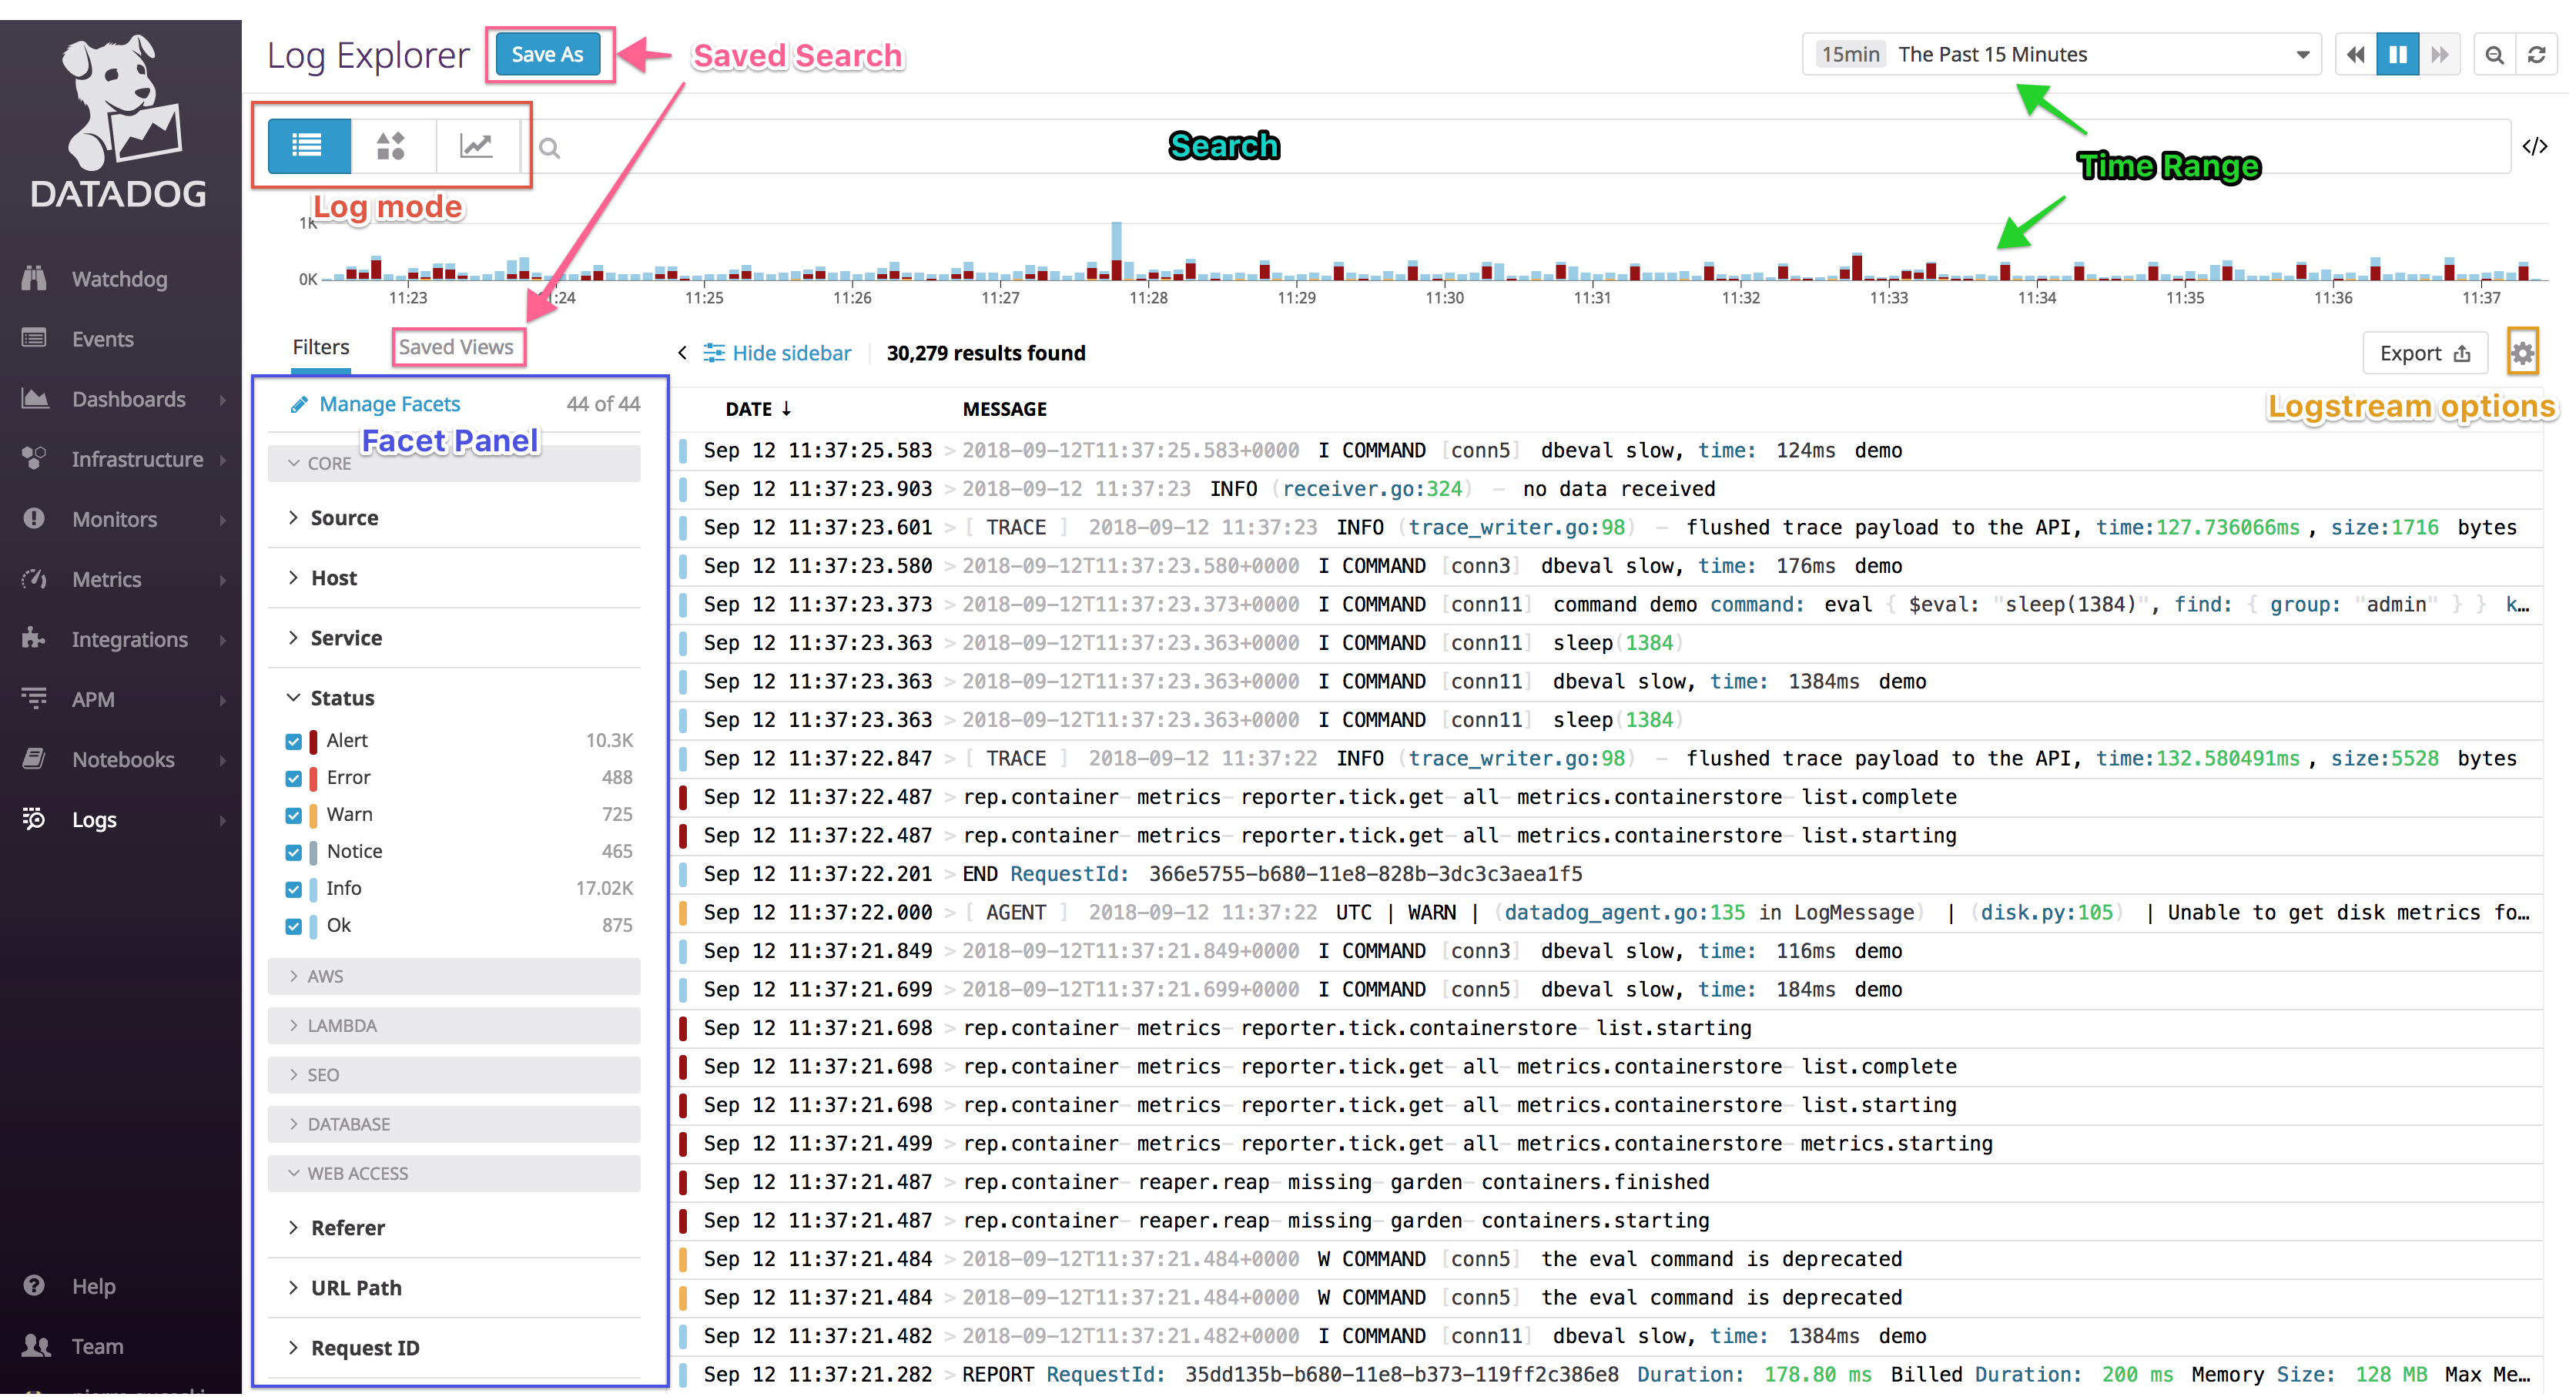 DATADOG
Watchdog
Events
Dashboards
Infrastructure
Monitors
Metrics
Integrations
APM
Notebooks
Logs
Help
Team
Log Explorer
Save As
Saved Search
15min The Past 15 Minutes
Search
</>
Time Range
Log mode
1K
0K
11:23 11:24 11:25 11:26 11:27 11:28 11:29 11:30 11:31 11:32 11:33 11:34 11:35 11:36 11:37
Filters Saved Views
Hide sidebar 30,279 results found
Export
Logstream options
Manage Facets 44 of 44
Facet Panel
CORE
Source
Host
Service
Status
Alert 10.3K
Error 488
Warn 725
Notice 465
Info 17.02K
Ok 875
AWS
LAMBDA
SEO
DATABASE
WEB ACCESS
Referer
URL Path
Request ID
DATE ↓ MESSAGE
Sep 12 11:37:25.583 > 2018-09-12T11:37:25.583+0000 I COMMAND [conn5] dbeval slow, time: 124ms demo
Sep 12 11:37:23.903 > 2018-09-12 11:37:23 INFO (receiver.go:324) - no data received
Sep 12 11:37:23.601 > [ TRACE ] 2018-09-12 11:37:23 INFO (trace_writer.go:98) - flushed trace payload to the API, time:127.736066ms, size:1716 bytes
Sep 12 11:37:23.580 > 2018-09-12T11:37:23.580+0000 I COMMAND [conn3] dbeval slow, time: 176ms demo
Sep 12 11:37:23.373 > 2018-09-12T11:37:23.373+0000 I COMMAND [conn11] command demo command: eval { $eval: "sleep(1384)", find: { group: "admin" } } k…
Sep 12 11:37:23.363 > 2018-09-12T11:37:23.363+0000 I COMMAND [conn11] sleep(1384)
Sep 12 11:37:23.363 > 2018-09-12T11:37:23.363+0000 I COMMAND [conn11] dbeval slow, time: 1384ms demo
Sep 12 11:37:23.363 > 2018-09-12T11:37:23.363+0000 I COMMAND [conn11] sleep(1384)
Sep 12 11:37:22.847 > [ TRACE ] 2018-09-12 11:37:22 INFO (trace_writer.go:98) - flushed trace payload to the API, time:132.580491ms, size:5528 bytes
Sep 12 11:37:22.487 > rep.container-metrics-reporter.tick.get-all-metrics.containerstore-list.complete
Sep 12 11:37:22.487 > rep.container-metrics-reporter.tick.get-all-metrics.containerstore-list.starting
Sep 12 11:37:22.201 > END RequestId: 366e5755-b680-11e8-828b-3dc3c3aea1f5
Sep 12 11:37:22.000 > [ AGENT ] 2018-09-12 11:37:22 UTC | WARN | (datadog_agent.go:135 in LogMessage) | (disk.py:105) | Unable to get disk metrics fo…
Sep 12 11:37:21.849 > 2018-09-12T11:37:21.849+0000 I COMMAND [conn3] dbeval slow, time: 116ms demo
Sep 12 11:37:21.699 > 2018-09-12T11:37:21.699+0000 I COMMAND [conn5] dbeval slow, time: 184ms demo
Sep 12 11:37:21.698 > rep.container-metrics-reporter.tick.containerstore-list.starting
Sep 12 11:37:21.698 > rep.container-metrics-reporter.tick.get-all-metrics.containerstore-list.complete
Sep 12 11:37:21.698 > rep.container-metrics-reporter.tick.get-all-metrics.containerstore-list.starting
Sep 12 11:37:21.499 > rep.container-metrics-reporter.tick.get-all-metrics.containerstore-metrics.starting
Sep 12 11:37:21.487 > rep.container-reaper.reap-missing-garden-containers.finished
Sep 12 11:37:21.487 > rep.container-reaper.reap-missing-garden-containers.starting
Sep 12 11:37:21.484 > 2018-09-12T11:37:21.484+0000 W COMMAND [conn5] the eval command is deprecated
Sep 12 11:37:21.484 > 2018-09-12T11:37:21.484+0000 W COMMAND [conn5] the eval command is deprecated
Sep 12 11:37:21.482 > 2018-09-12T11:37:21.482+0000 I COMMAND [conn11] dbeval slow, time: 1384ms demo
Sep 12 11:37:21.282 > REPORT RequestId: 35dd135b-b680-11e8-b373-119ff2c386e8 Duration: 178.80 ms Billed Duration: 200 ms Memory Size: 128 MB Max Me…